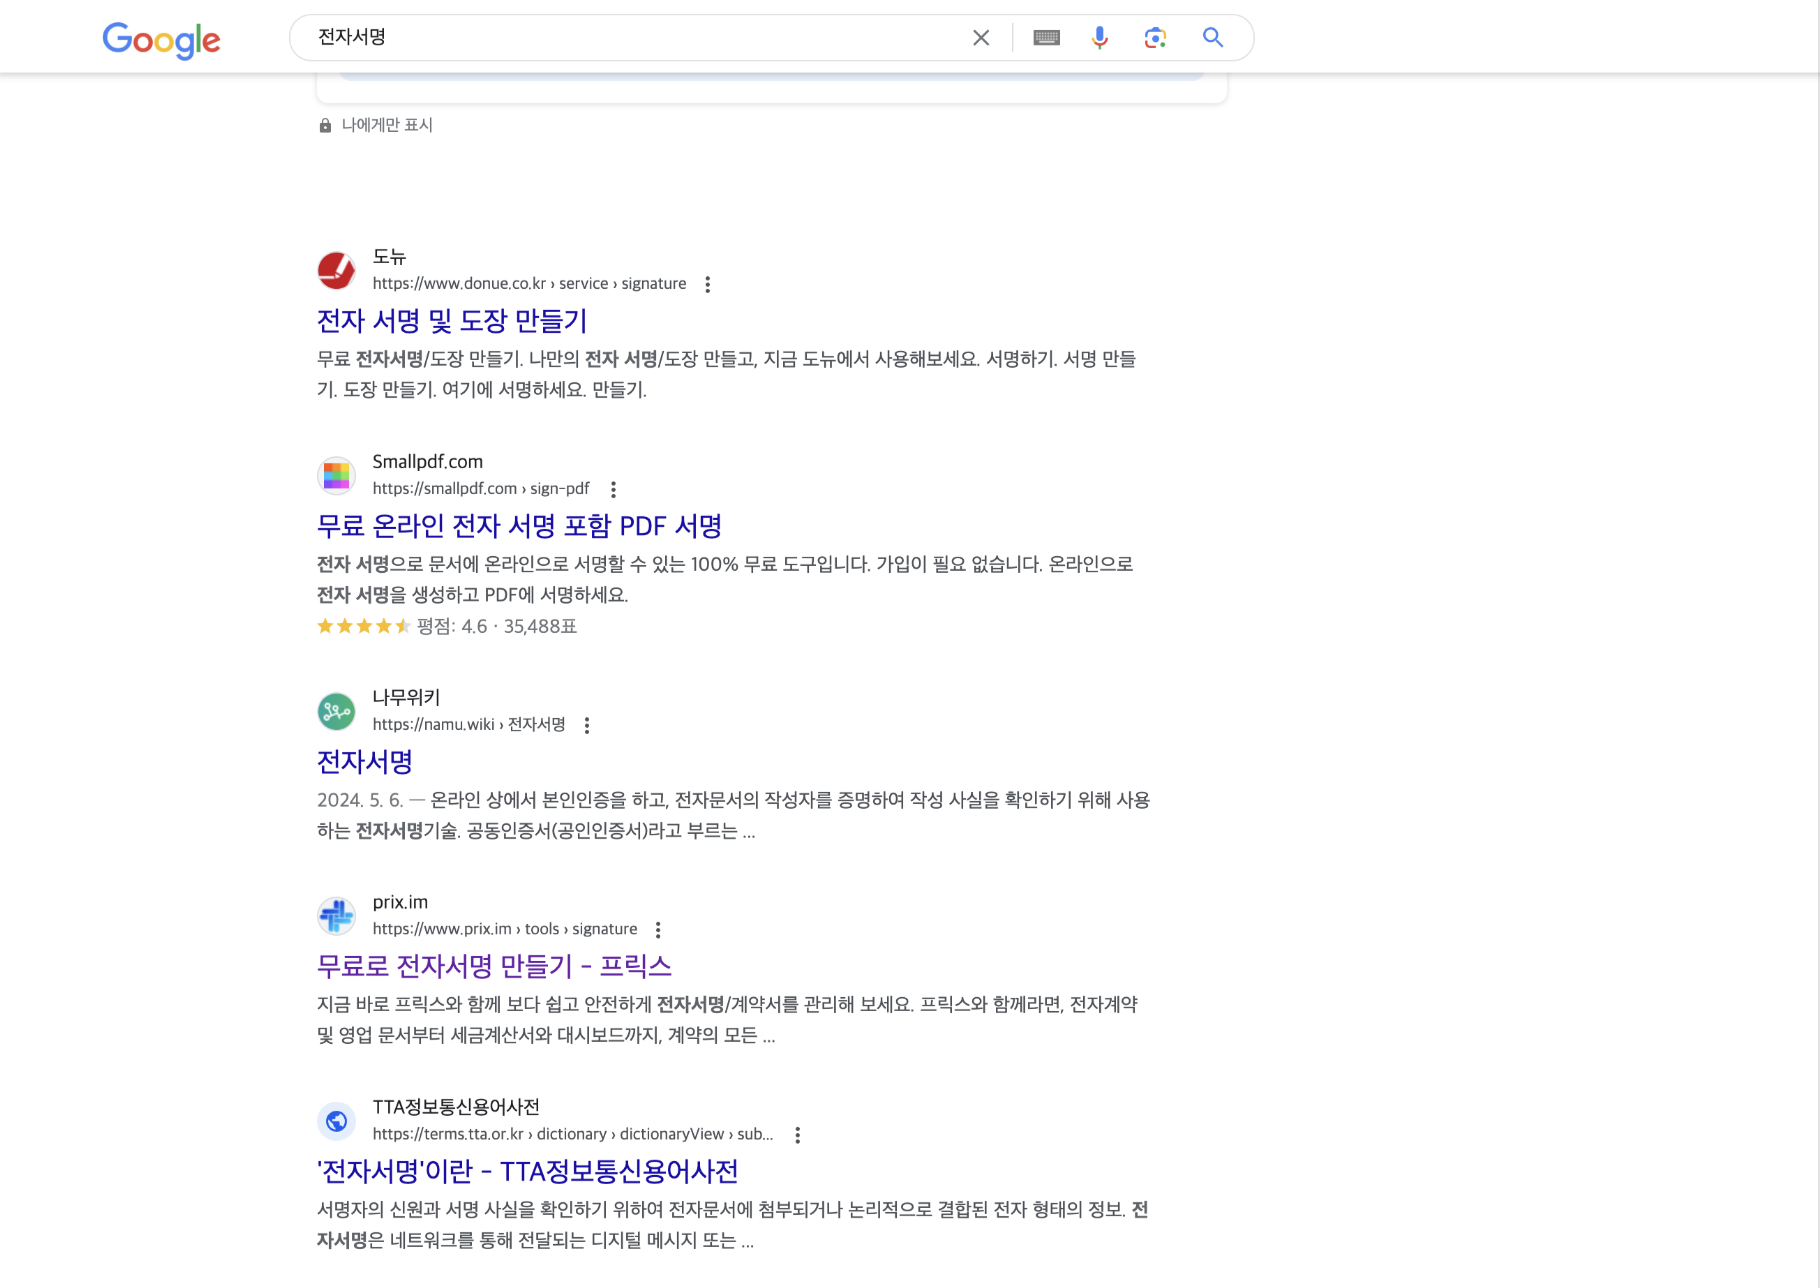 Google
전자서명
나에게만 표시
도뉴
https://www.donue.co.kr › service › signature
전자 서명 및 도장 만들기
무료 전자서명/도장 만들기. 나만의 전자 서명/도장 만들고, 지금 도뉴에서 사용해보세요. 서명하기. 서명 만들
기. 도장 만들기. 여기에 서명하세요. 만들기.
Smallpdf.com
https://smallpdf.com › sign-pdf
무료 온라인 전자 서명 포함 PDF 서명
전자 서명으로 문서에 온라인으로 서명할 수 있는 100% 무료 도구입니다. 가입이 필요 없습니다. 온라인으로
전자 서명을 생성하고 PDF에 서명하세요.
평점: 4.6 · 35,488표
나무위키
https://namu.wiki › 전자서명
전자서명
2024. 5. 6. — 온라인 상에서 본인인증을 하고, 전자문서의 작성자를 증명하여 작성 사실을 확인하기 위해 사용
하는 전자서명기술. 공동인증서(공인인증서)라고 부르는 ...
prix.im
https://www.prix.im › tools › signature
무료로 전자서명 만들기 - 프릭스
지금 바로 프릭스와 함께 보다 쉽고 안전하게 전자서명/계약서를 관리해 보세요. 프릭스와 함께라면, 전자계약
및 영업 문서부터 세금계산서와 대시보드까지, 계약의 모든 ...
TTA정보통신용어사전
https://terms.tta.or.kr › dictionary › dictionaryView › sub...
'전자서명'이란 - TTA정보통신용어사전
서명자의 신원과 서명 사실을 확인하기 위하여 전자문서에 첨부되거나 논리적으로 결합된 전자 형태의 정보. 전
자서명은 네트워크를 통해 전달되는 디지털 메시지 또는 ...